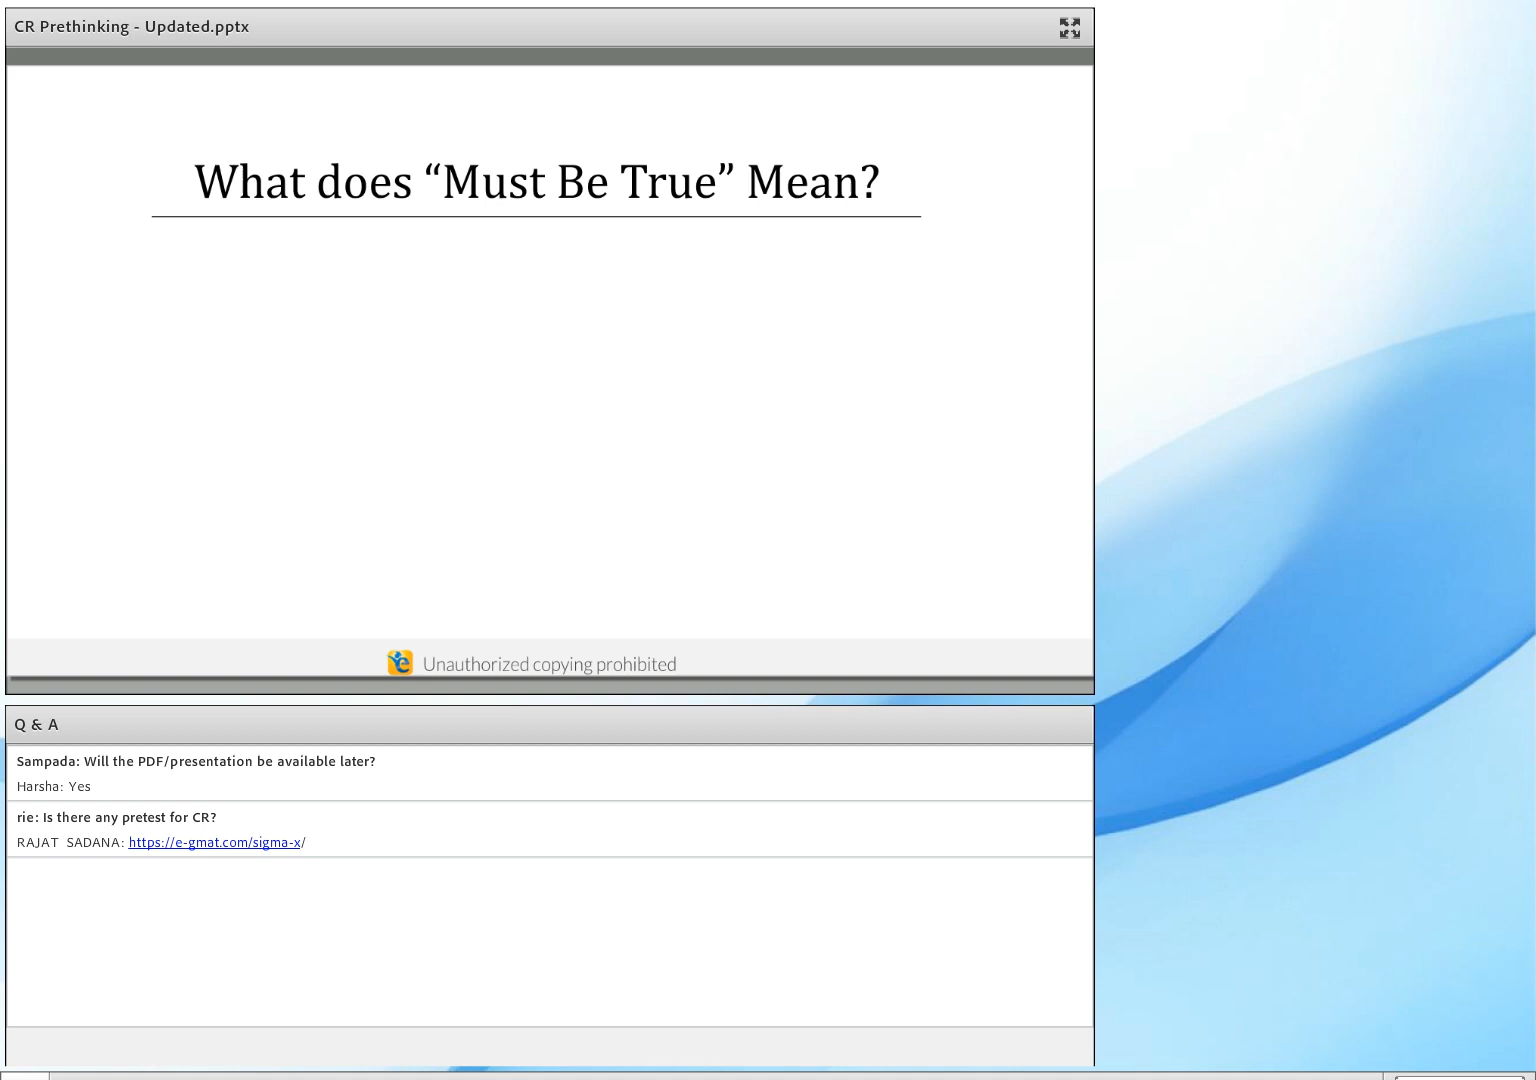 CR Prethinking - Updated.pptx
What does “Must Be True” Mean?
Unauthorized copying prohibited
Q & A
Sampada: Will the PDF/presentation be available later?
Harsha: Yes
rie: Is there any pretest for CR?
RAJAT SADANA: https://e-gmat.com/sigma-x/